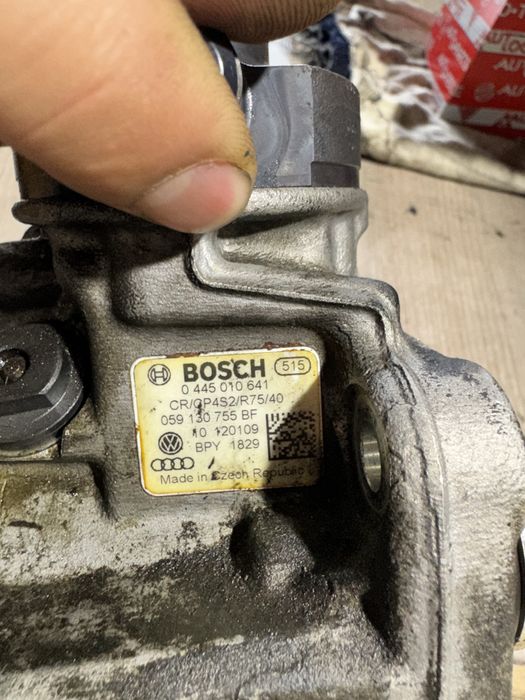 BOSCH 515
0 445 010 641
CR/CP4S2/R75/40
059 130 755 BF
10 120109
BPY 1829
Made in Czech Republic